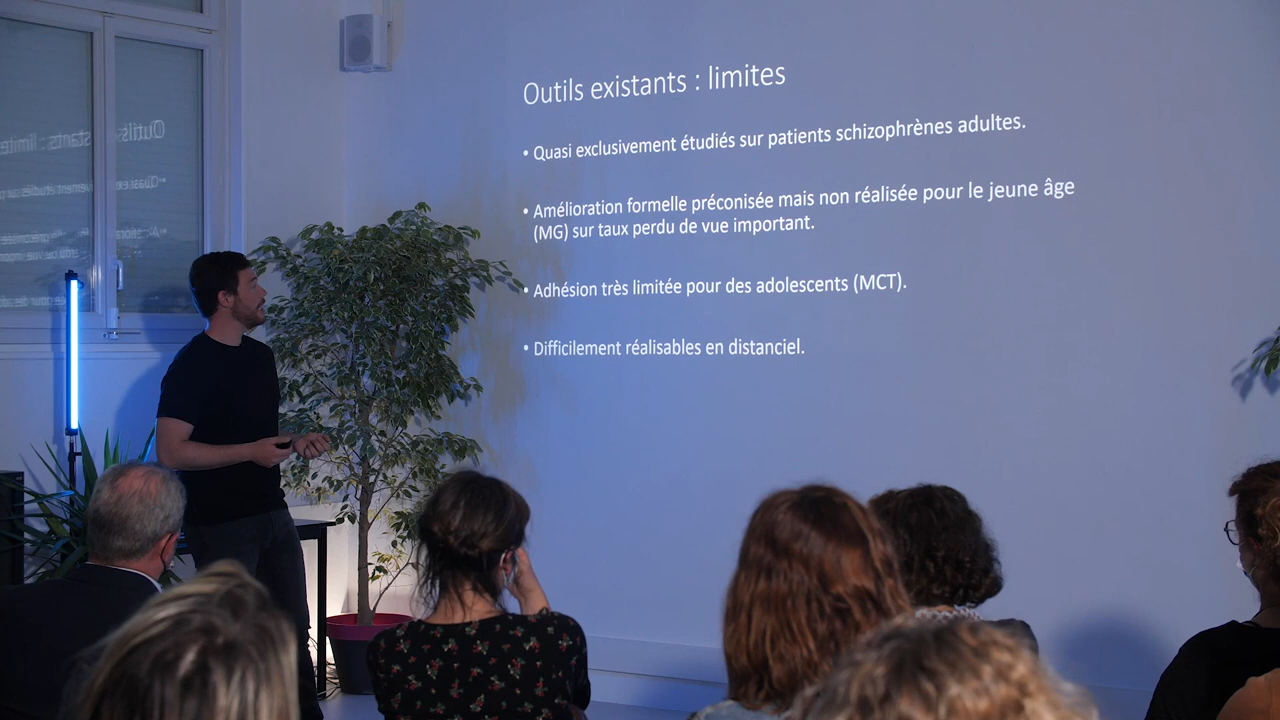 Outils existants : limites
• Quasi exclusivement étudiés sur patients schizophrènes adultes.
• Amélioration formelle préconisée mais non réalisée pour le jeune âge
(MG) sur taux perdu de vue important.
• Adhésion très limitée pour des adolescents (MCT).
• Difficilement réalisables en distanciel.